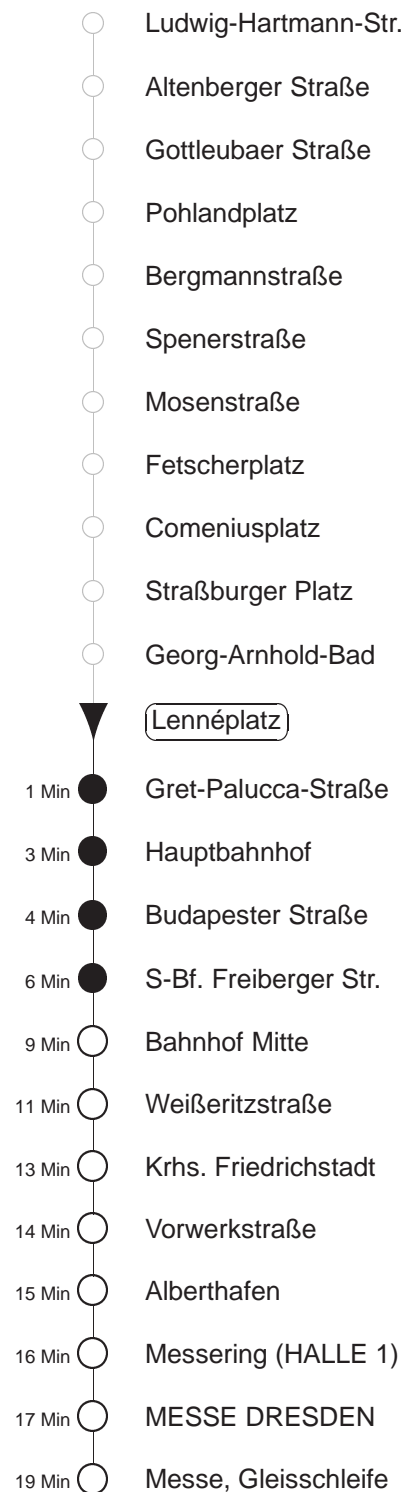 Ludwig-Hartmann-Str.
Altenberger Straße
Gottleubaer Straße
Pohlandplatz
Bergmannstraße
Spenerstraße
Mosenstraße
Fetscherplatz
Comeniusplatz
Straßburger Platz
Georg-Arnhold-Bad
Lennéplatz
1 Min Gret-Palucca-Straße
3 Min Hauptbahnhof
4 Min Budapester Straße
6 Min S-Bf. Freiberger Str.
9 Min Bahnhof Mitte
11 Min Weißeritzstraße
13 Min Krhs. Friedrichstadt
14 Min Vorwerkstraße
15 Min Alberthafen
16 Min Messering (HALLE 1)
17 Min MESSE DRESDEN
19 Min Messe, Gleisschleife